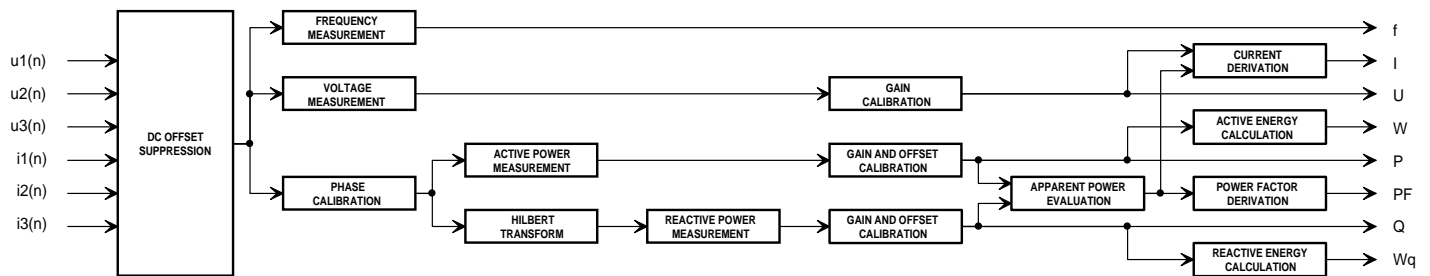 FREQUENCY
MEASUREMENT
f
u1(n)
CURRENT
DERIVATION
I
u2(n)
VOLTAGE
MEASUREMENT
GAIN
CALIBRATION
U
u3(n)
DC OFFSET
SUPPRESSION
ACTIVE ENERGY
CALCULATION
W
i1(n)
ACTIVE POWER
MEASUREMENT
GAIN AND OFFSET
CALIBRATION
P
i2(n)
PHASE
CALIBRATION
APPARENT POWER
EVALUATION
POWER FACTOR
DERIVATION
PF
i3(n)
HILBERT
TRANSFORM
REACTIVE POWER
MEASUREMENT
GAIN AND OFFSET
CALIBRATION
Q
REACTIVE ENERGY
CALCULATION
Wq